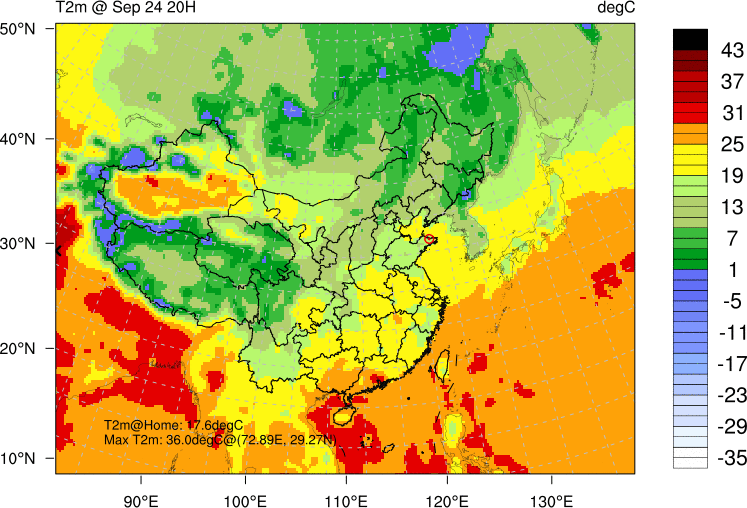 T2m @ Sep 24 20H degC
50°N
40°N
30°N
20°N
10°N
90°E 100°E 110°E 120°E 130°E
T2m@Home: 17.6degC
Max T2m: 36.0degC@(72.89E, 29.27N)
43
37
31
25
19
13
7
1
-5
-11
-17
-23
-29
-35